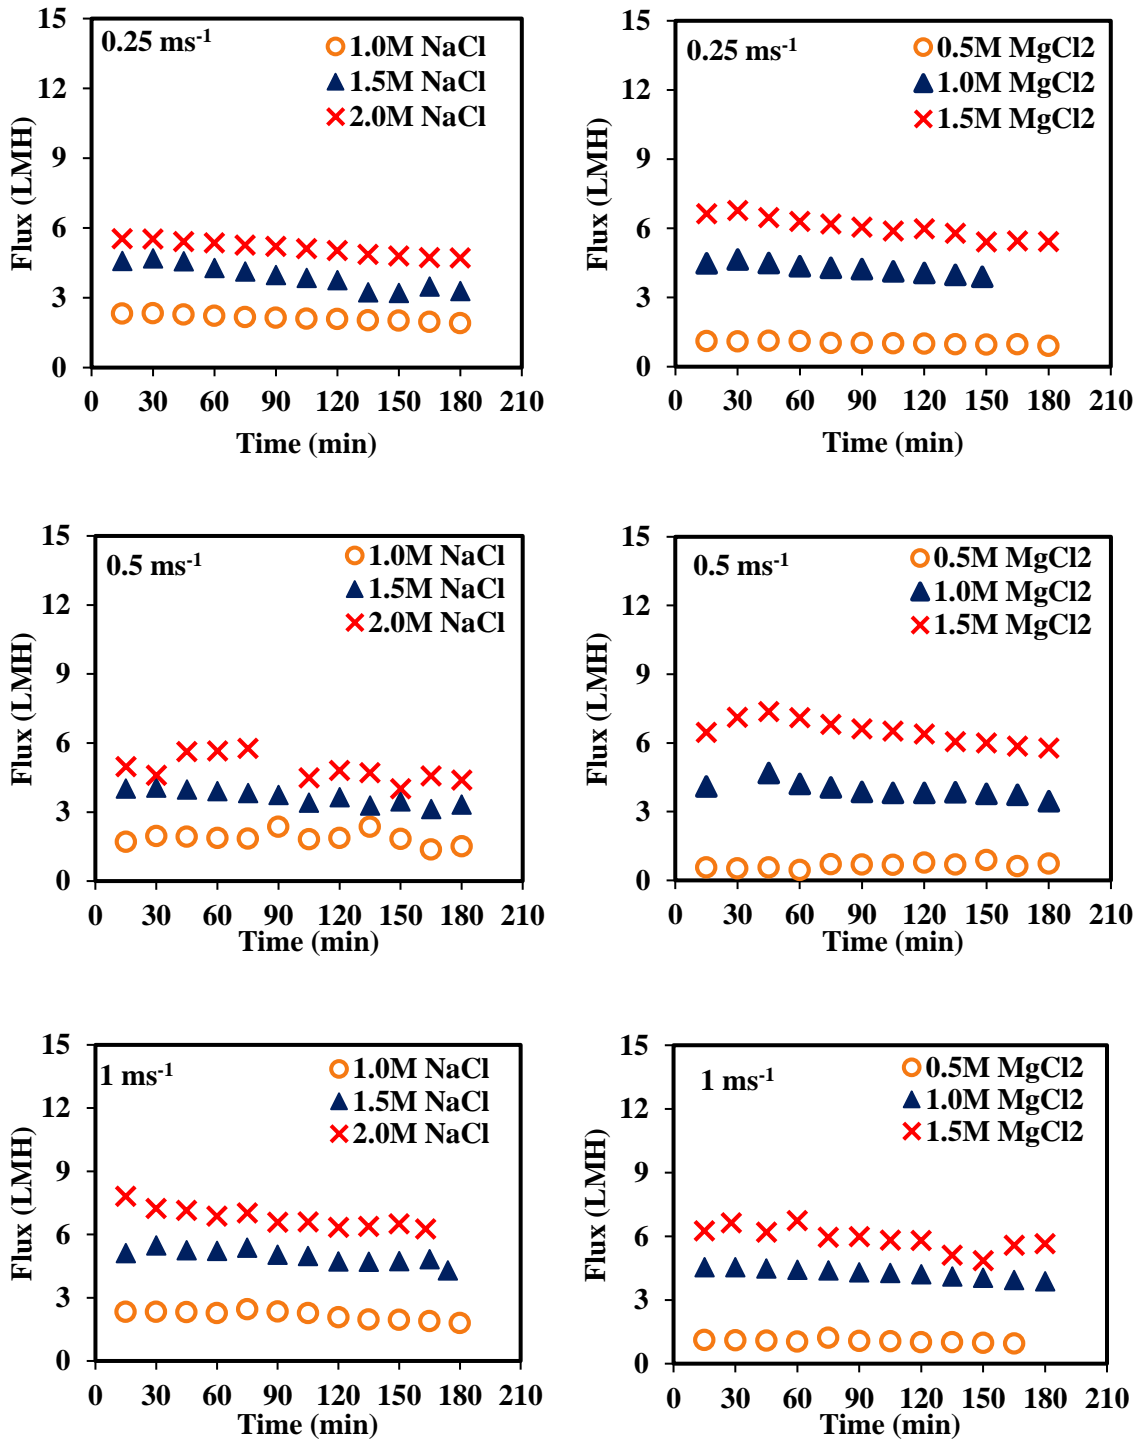 15
12
9
6
3
0
Flux (LMH)
0.25 ms⁻¹
1.0M NaCl
1.5M NaCl
2.0M NaCl
0 30 60 90 120 150 180 210
Time (min)
15
12
9
6
3
0
Flux (LMH)
0.25 ms⁻¹
0.5M MgCl2
1.0M MgCl2
1.5M MgCl2
0 30 60 90 120 150 180 210
Time (min)
15
12
9
6
3
0
Flux (LMH)
0.5 ms⁻¹
1.0M NaCl
1.5M NaCl
2.0M NaCl
0 30 60 90 120 150 180 210
Time (min)
15
12
9
6
3
0
Flux (LMH)
0.5 ms⁻¹
0.5M MgCl2
1.0M MgCl2
1.5M MgCl2
0 30 60 90 120 150 180 210
Time (min)
15
12
9
6
3
0
Flux (LMH)
1 ms⁻¹
1.0M NaCl
1.5M NaCl
2.0M NaCl
0 30 60 90 120 150 180 210
Time (min)
15
12
9
6
3
0
Flux (LMH)
1 ms⁻¹
0.5M MgCl2
1.0M MgCl2
1.5M MgCl2
0 30 60 90 120 150 180 210
Time (min)